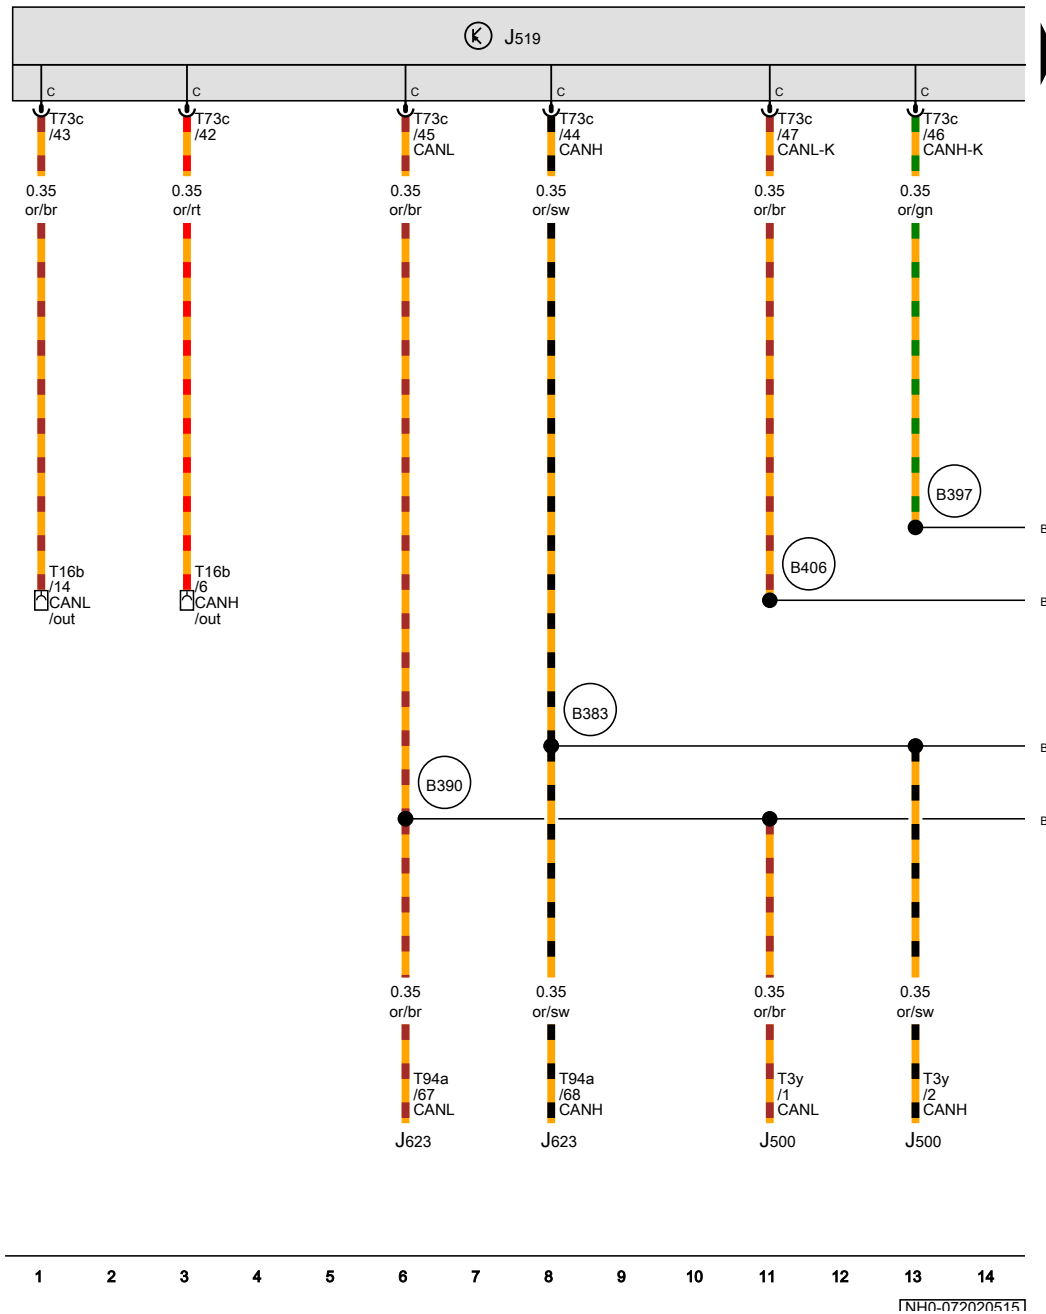 J519
c c c c c c
T73c
/43
T73c
/42
T73c
/45
CANL
T73c
/44
CANH
T73c
/47
CANL-K
T73c
/46
CANH-K
0.35
or/br
0.35
or/rt
0.35
or/br
0.35
or/sw
0.35
or/br
0.35
or/gn
B397
B
B406
B
T16b
/14
CANL
/out
T16b
/6
CANH
/out
B383
B
B390
B
0.35
or/br
0.35
or/sw
0.35
or/br
0.35
or/sw
T94a
/67
CANL
T94a
/68
CANH
T3y
/1
CANL
T3y
/2
CANH
J623
J623
J500
J500
1 2 3 4 5 6 7 8 9 10 11 12 13 14
NH0-072020515